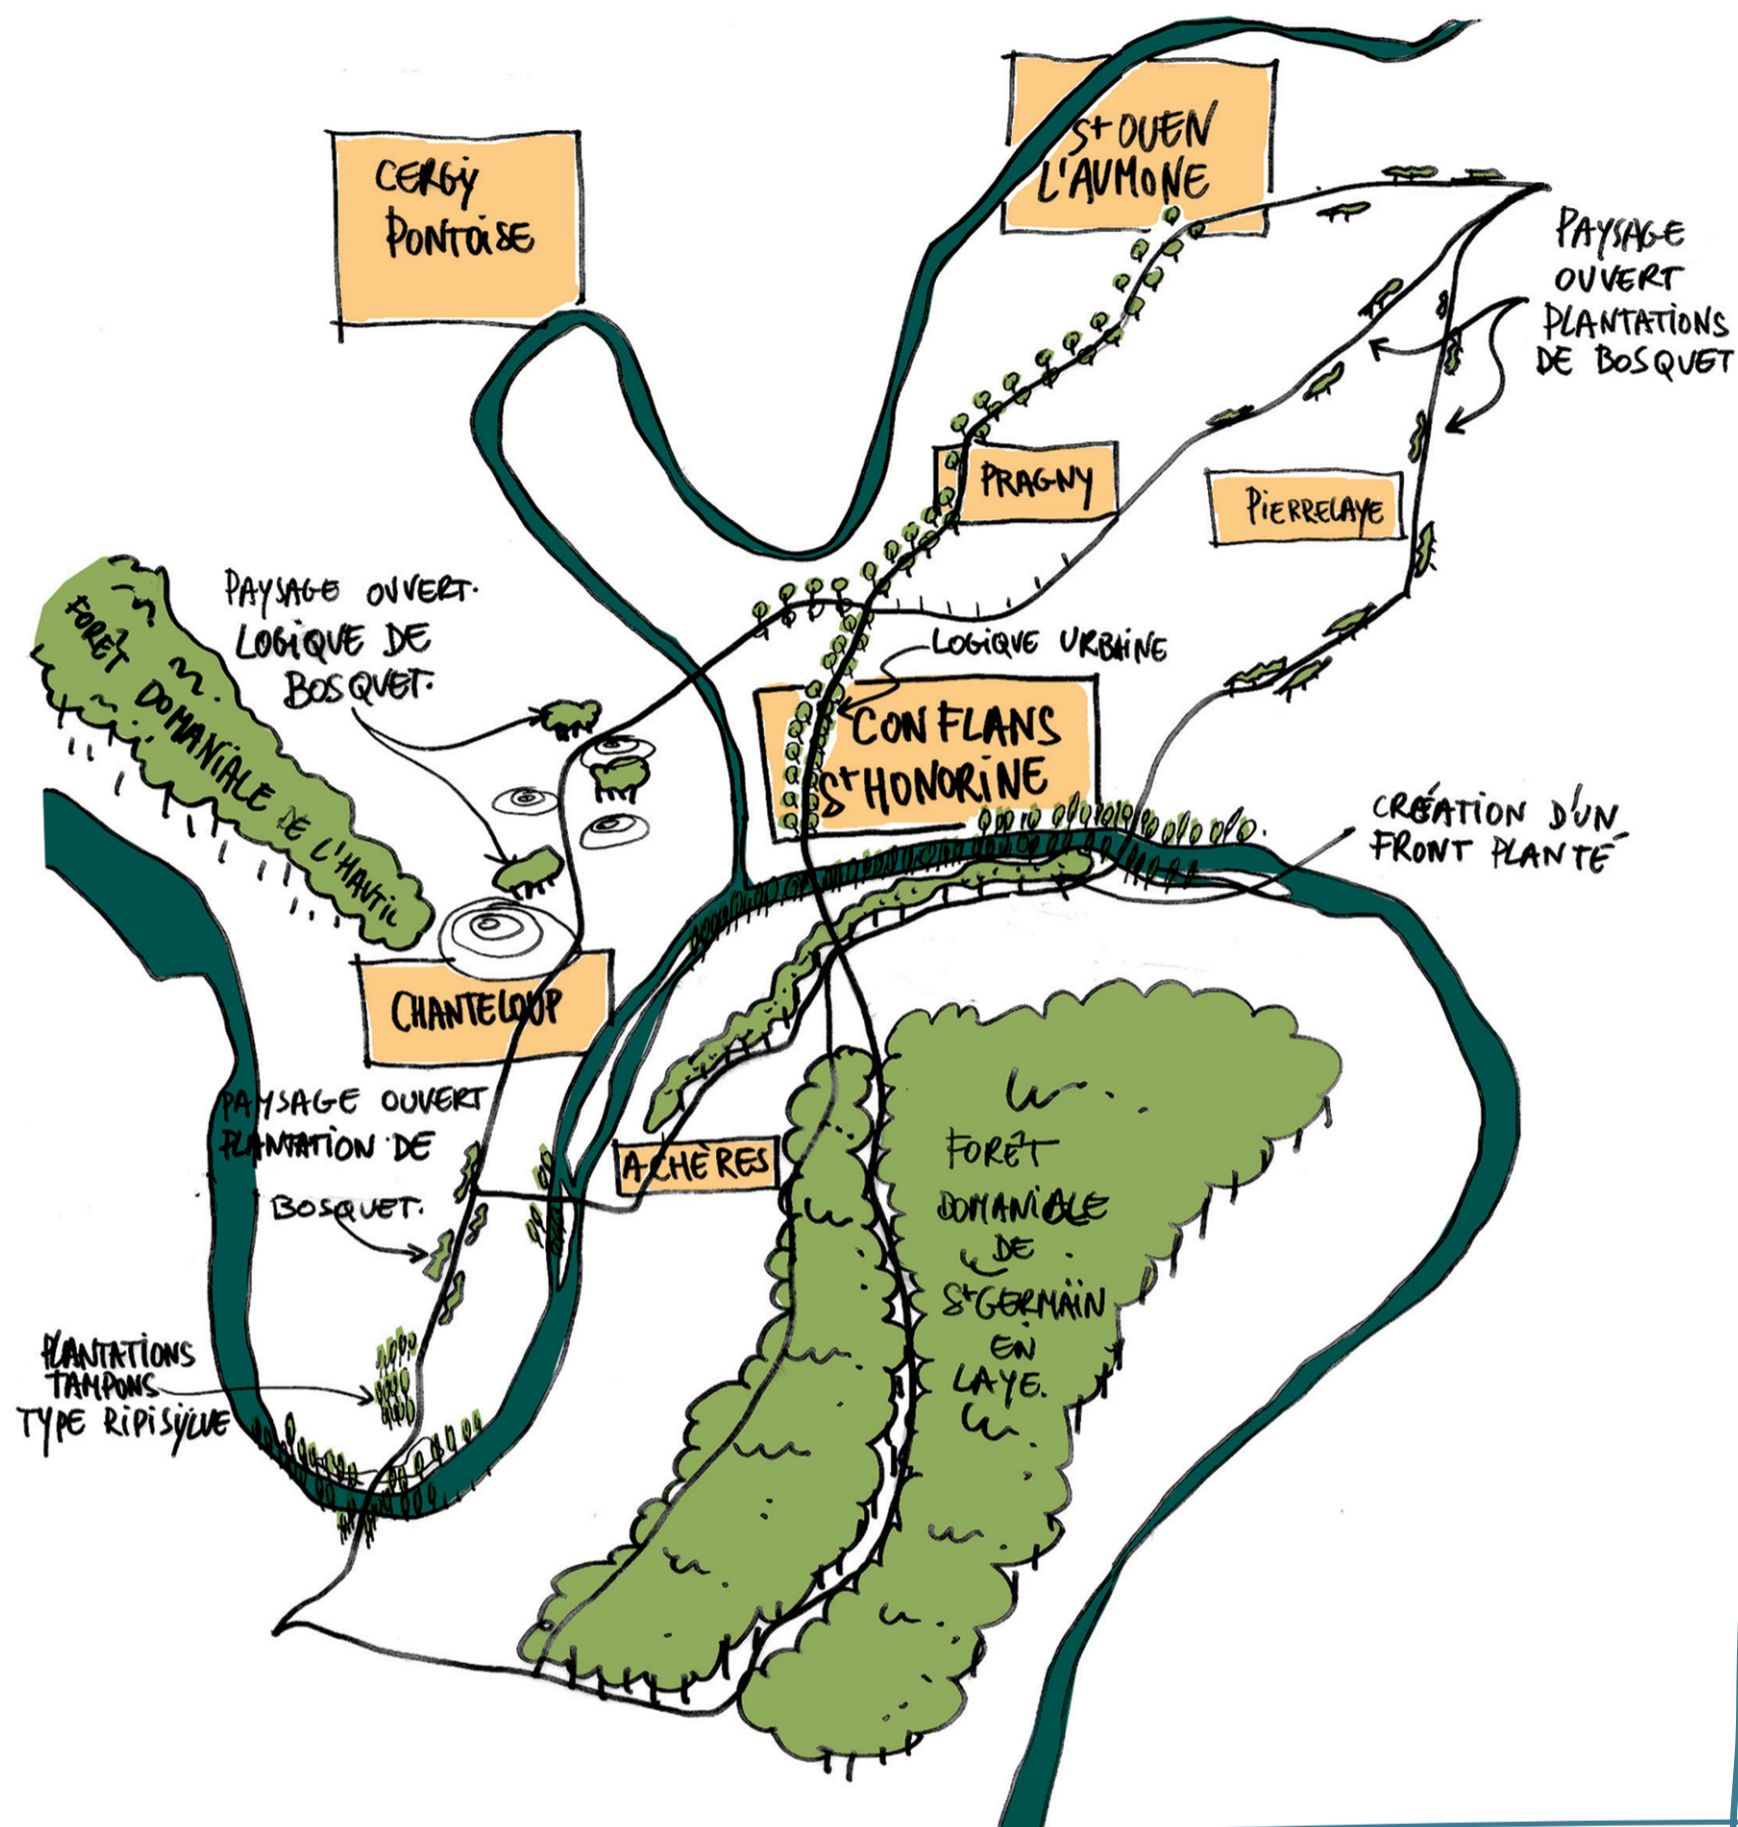 St OUEN
L'AUMONE
CERGY
PONTOISE
PAYSAGE
OUVERT
PLANTATIONS
DE BOSQUET
PRAGNY
PIERRELAYE
PAYSAGE OUVERT.
LOGIQUE DE
BOSQUET.
FORÊT DOMANIALE DE L'HAUTIL
LOGIQUE URBAINE
CONFLANS
St HONORINE
CRÉATION D'UN
FRONT PLANTÉ
CHANTELOUP
PAYSAGE OUVERT
PLANTATION DE
BOSQUET.
ACHÈRES
FORÊT
DOMANIALE
DE
St GERMAIN
EN
LAYE.
PLANTATIONS
TAMPONS
TYPE RIPISYLVE